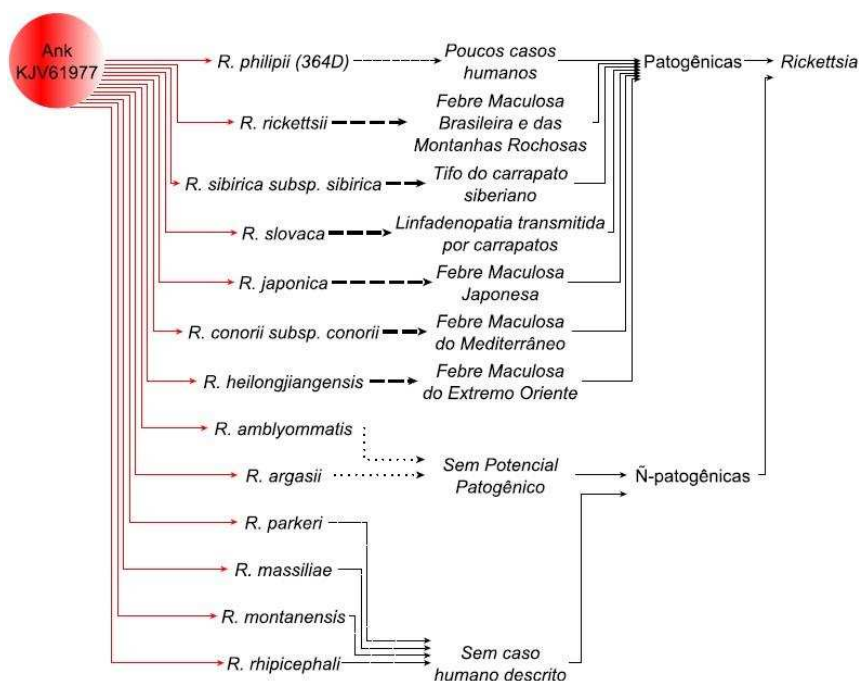 Ank
KJV61977
R. philipii (364D)
Poucos casos
humanos
Patogênicas
Rickettsia
R. rickettsii
Febre Maculosa
Brasileira e das
Montanhas Rochosas
R. sibirica subsp. sibirica
Tifo do carrapato
siberiano
R. slovaca
Linfadenopatia transmitida
por carrapatos
R. japonica
Febre Maculosa
Japonesa
R. conorii subsp. conorii
Febre Maculosa
do Mediterrâneo
R. heilongjiangensis
Febre Maculosa
do Extremo Oriente
R. amblyommatis
R. argasii
Sem Potencial
Patogênico
Ñ-patogênicas
R. parkeri
R. massiliae
R. montanensis
R. rhipicephali
Sem caso
humano descrito